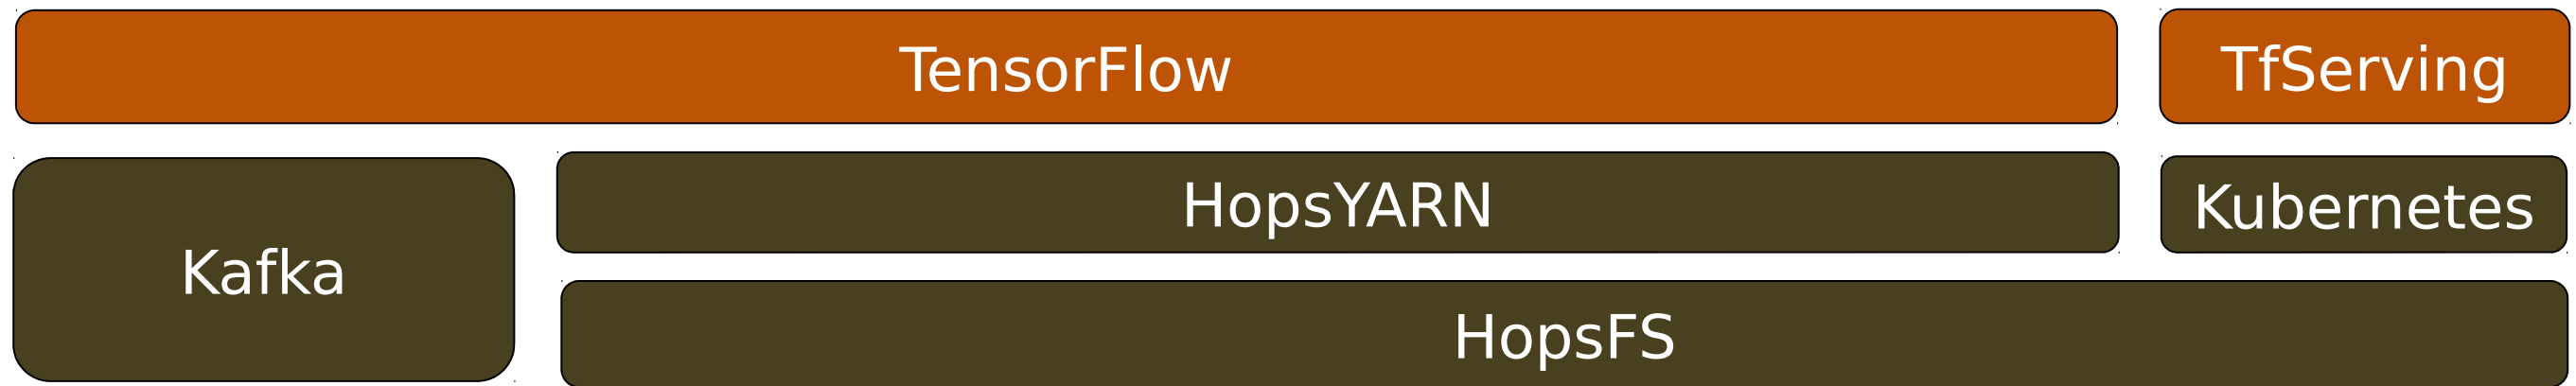 TensorFlow
TfServing
HopsYARN
Kubernetes
Kafka
HopsFS